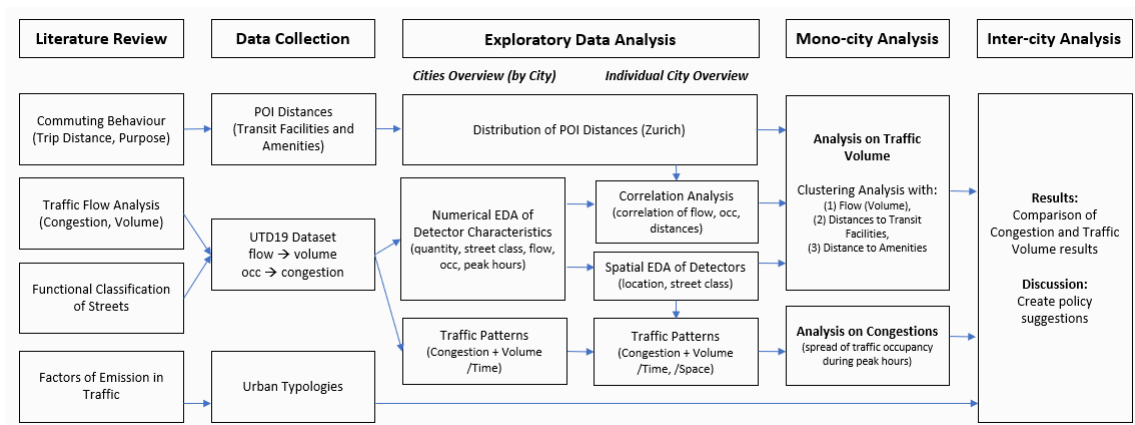 Literature Review
Data Collection
Exploratory Data Analysis
Mono-city Analysis
Inter-city Analysis
Cities Overview (by City)
Individual City Overview
Commuting Behaviour
(Trip Distance, Purpose)
POI Distances
(Transit Facilities and
Amenities)
Distribution of POI Distances (Zurich)
Analysis on Traffic
Volume
Clustering Analysis with:
(1) Flow (Volume),
(2) Distances to Transit
Facilities,
(3) Distance to Amenities
Traffic Flow Analysis
(Congestion, Volume)
UTD19 Dataset
flow → volume
occ → congestion
Numerical EDA of
Detector Characteristics
(quantity, street class, flow,
occ, peak hours)
Correlation Analysis
(correlation of flow, occ,
distances)
Results:
Comparison of
Congestion and Traffic
Volume results
Discussion:
Create policy
suggestions
Functional Classification
of Streets
Spatial EDA of Detectors
(location, street class)
Traffic Patterns
(Congestion + Volume
/Time)
Traffic Patterns
(Congestion + Volume
/Time, /Space)
Analysis on Congestions
(spread of traffic occupancy
during peak hours)
Factors of Emission in
Traffic
Urban Typologies